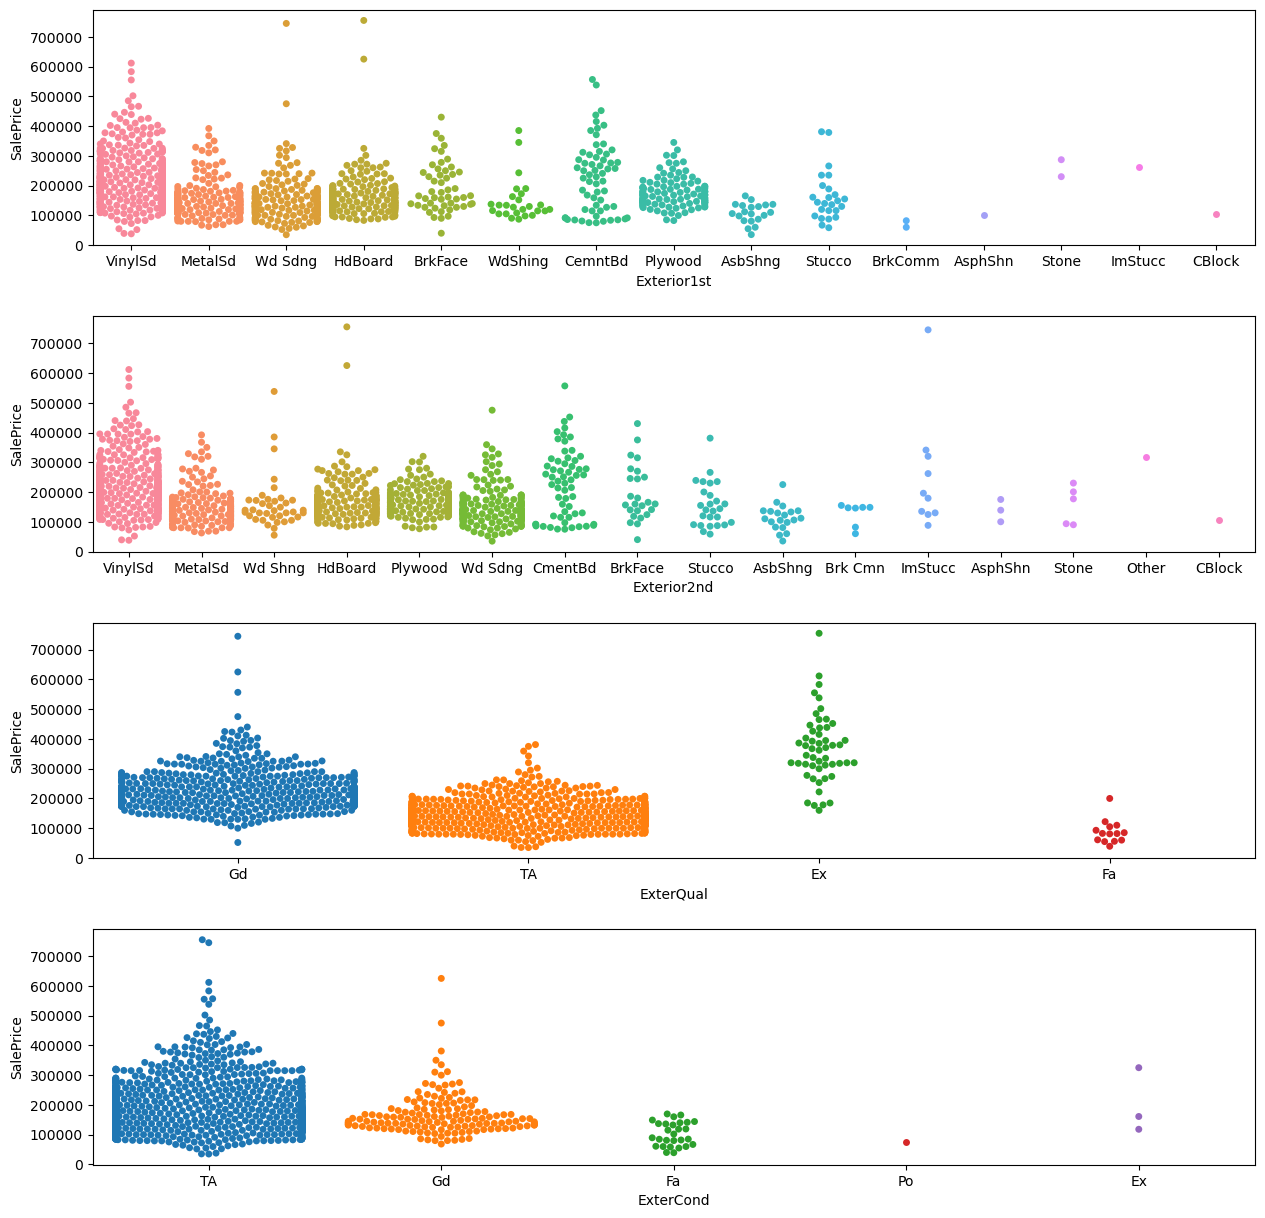 700000
600000
500000
400000
300000
200000
100000
0
SalePrice
VinylSd MetalSd Wd Sdng HdBoard BrkFace WdShing CemntBd Plywood AsbShng Stucco BrkComm AsphShn Stone ImStucc CBlock
Exterior1st
700000
600000
500000
400000
300000
200000
100000
0
SalePrice
VinylSd MetalSd Wd Shng HdBoard Plywood Wd Sdng CmentBd BrkFace Stucco AsbShng Brk Cmn ImStucc AsphShn Stone Other CBlock
Exterior2nd
700000
600000
500000
400000
300000
200000
100000
0
SalePrice
Gd TA Ex Fa
ExterQual
700000
600000
500000
400000
300000
200000
100000
0
SalePrice
TA Gd Fa Po Ex
ExterCond